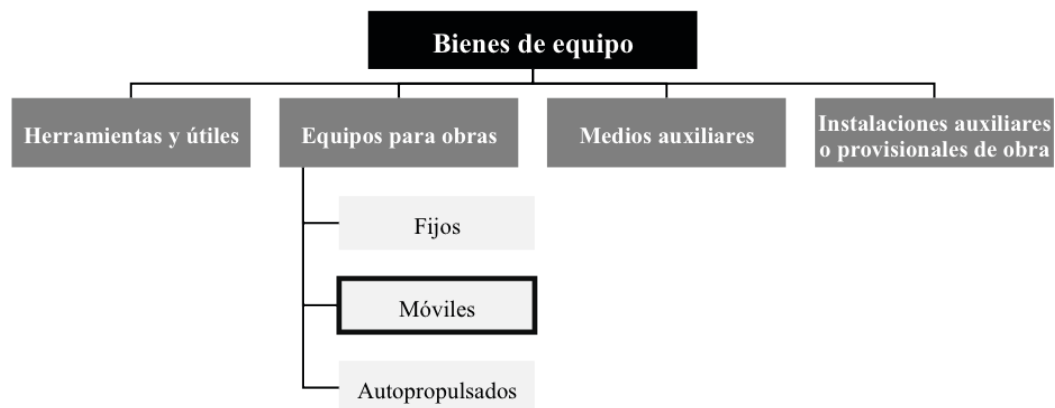 Bienes de equipo
Herramientas y útiles
Equipos para obras
Medios auxiliares
Instalaciones auxiliares
o provisionales de obra
Fijos
Móviles
Autopropulsados